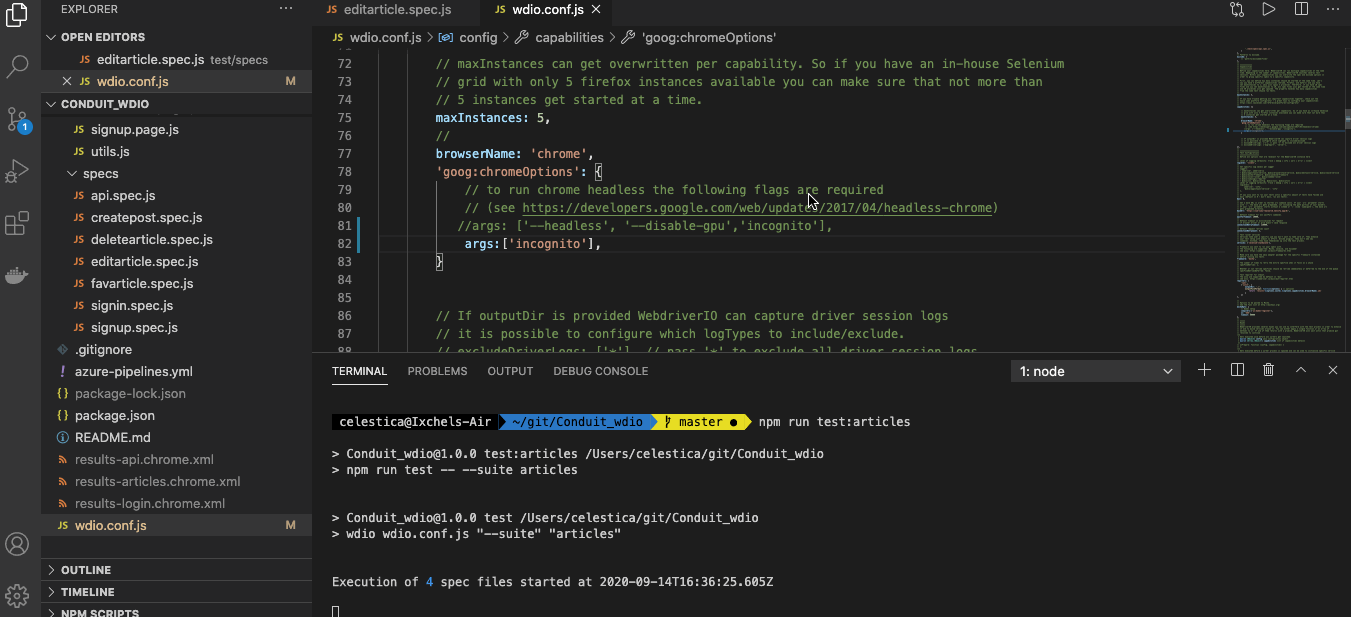 EXPLORER
···
JS editarticle.spec.js
JS wdio.conf.js
OPEN EDITORS
JS editarticle.spec.js test/specs
JS wdio.conf.js M
CONDUIT_WDIO
JS signup.page.js
JS utils.js
specs
JS api.spec.js
JS createpost.spec.js
JS deletearticle.spec.js
JS editarticle.spec.js
JS favarticle.spec.js
JS signin.spec.js
JS signup.spec.js
.gitignore
! azure-pipelines.yml
{} package-lock.json
{} package.json
README.md
results-api.chrome.xml
results-articles.chrome.xml
results-login.chrome.xml
JS wdio.conf.js M
OUTLINE
TIMELINE
NPM SCRIPTS
1
JS wdio.conf.js > config > capabilities > 'goog:chromeOptions'
72 // maxInstances can get overwritten per capability. So if you have an in-house Selenium
73 // grid with only 5 firefox instances available you can make sure that not more than
74 // 5 instances get started at a time.
75 maxInstances: 5,
76 //
77 browserName: 'chrome',
78 'goog:chromeOptions': {
79 // to run chrome headless the following flags are required
80 // (see https://developers.google.com/web/updates/2017/04/headless-chrome)
81 //args: ['--headless', '--disable-gpu','incognito'],
82 args:['incognito'],
83 }
84
85
86 // If outputDir is provided WebdriverIO can capture driver session logs
87 // it is possible to configure which logTypes to include/exclude.
88 // excludeDriverLogs: ['*'], // pass '*' to exclude all driver session logs
TERMINAL PROBLEMS OUTPUT DEBUG CONSOLE
1: node
celestica@Ixchels-Air ~/git/Conduit_wdio master ● npm run test:articles
> Conduit_wdio@1.0.0 test:articles /Users/celestica/git/Conduit_wdio
> npm run test -- --suite articles
> Conduit_wdio@1.0.0 test /Users/celestica/git/Conduit_wdio
> wdio wdio.conf.js "--suite" "articles"
Execution of 4 spec files started at 2020-09-14T16:36:25.605Z